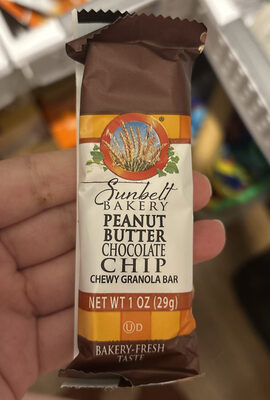 ®
Sunbelt
BAKERY
PEANUT
BUTTER
CHOCOLATE
CHIP
CHEWY GRANOLA BAR
NET WT 1 OZ (29g)
U D
BAKERY-FRESH
TASTE